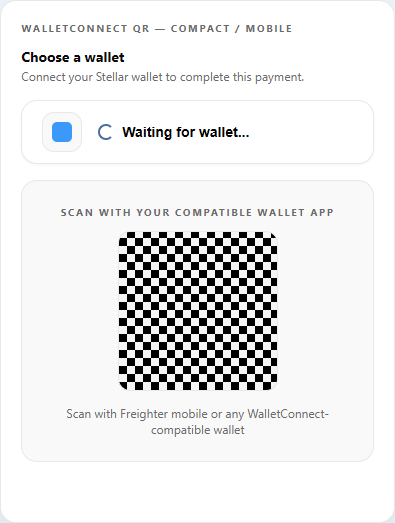 WALLETCONNECT QR — COMPACT / MOBILE
Choose a wallet
Connect your Stellar wallet to complete this payment.
Waiting for wallet...
SCAN WITH YOUR COMPATIBLE WALLET APP
Scan with Freighter mobile or any WalletConnect-
compatible wallet